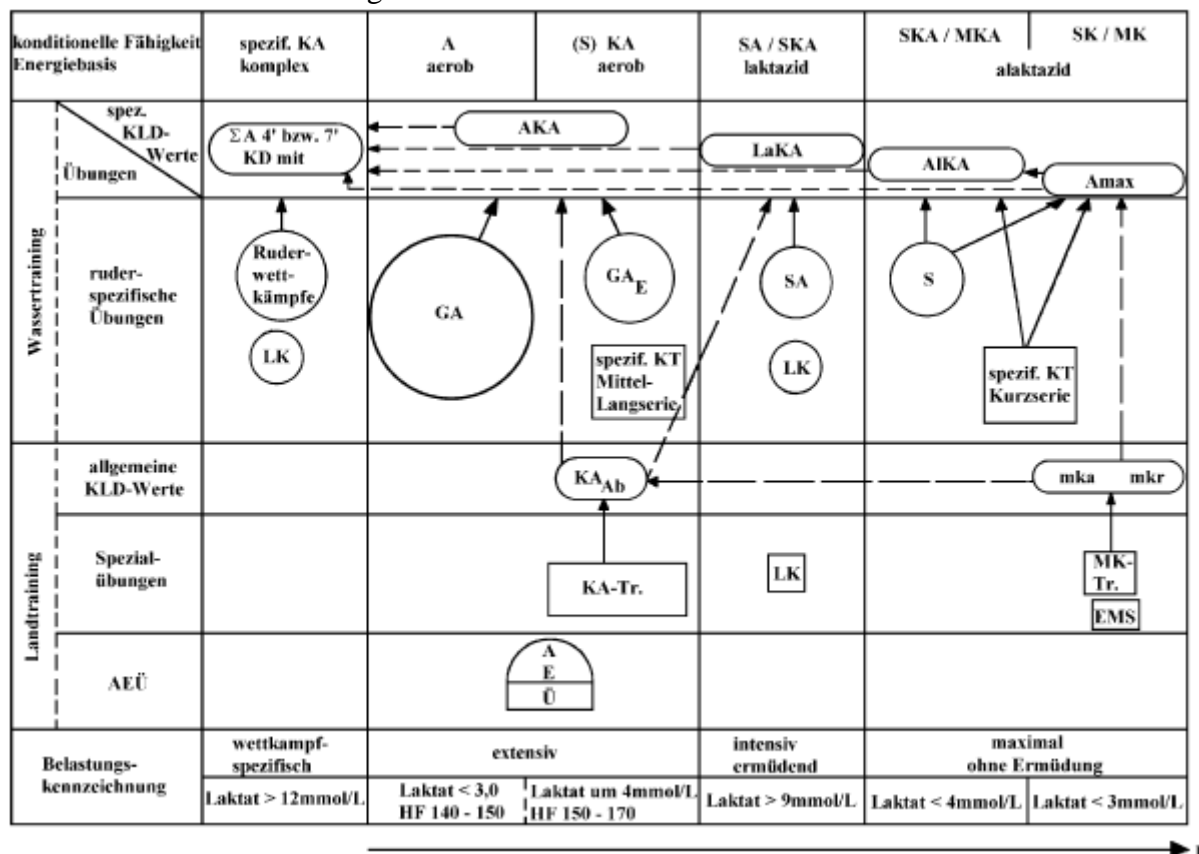 konditionelle Fähigkeit
Energiebasis
spezif. KA
komplex
A
aerob
(S) KA
aerob
SA / SKA
laktazid
SKA / MKA
SK / MK
alaktazid
Wassertraining
spez.
KLD-
Werte
Übungen
ΣA 4' bzw. 7'
KD mit
AKA
LaKA
AlKA
Amax
ruder-
spezifische
Übungen
Ruder-
wett-
kämpfe
LK
GA
GA_E
spezif. KT
Mittel-
Langserie
SA
LK
S
spezif. KT
Kurzserie
Landtraining
allgemeine
KLD-Werte
KA_Ab
mka mkr
Spezial-
übungen
KA-Tr.
LK
MK-
Tr.
EMS
AEÜ
A
E
Ü
Belastungs-
kennzeichnung
wettkampf-
spezifisch
extensiv
intensiv
ermüdend
maximal
ohne Ermüdung
Laktat > 12mmol/L
Laktat < 3,0
HF 140 - 150
Laktat um 4mmol/L
HF 150 - 170
Laktat > 9mmol/L
Laktat < 4mmol/L
Laktat < 3mmol/L